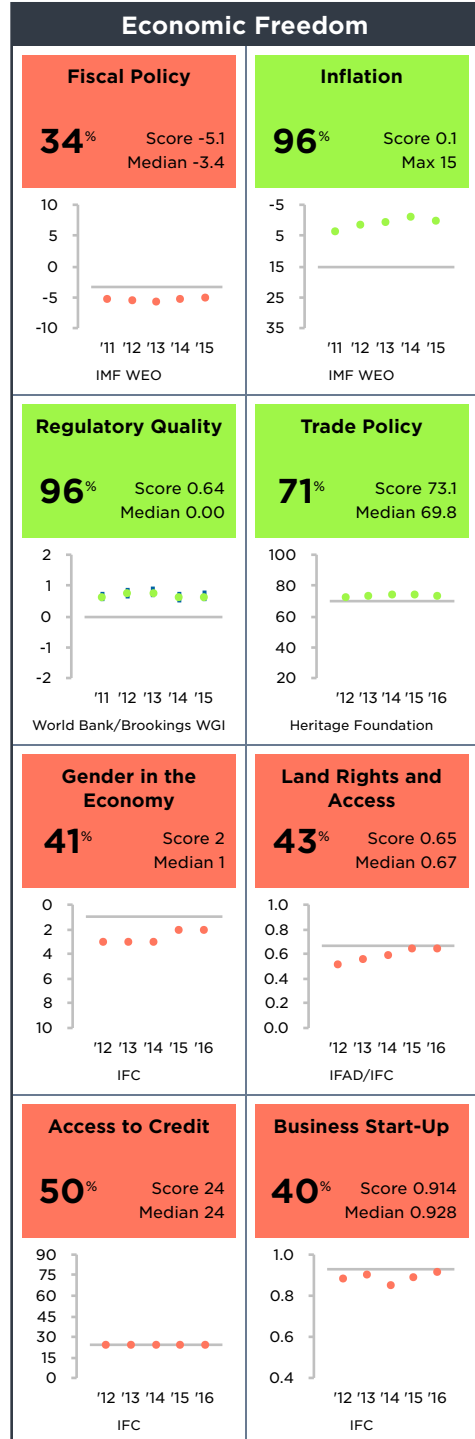 Economic Freedom
Fiscal Policy
34%
Score -5.1
Median -3.4
10
5
0
-5
-10
'11 '12 '13 '14 '15
IMF WEO
Inflation
96%
Score 0.1
Max 15
-5
5
15
25
35
'11 '12 '13 '14 '15
IMF WEO
Regulatory Quality
96%
Score 0.64
Median 0.00
2
1
0
-1
-2
'11 '12 '13 '14 '15
World Bank/Brookings WGI
Trade Policy
71%
Score 73.1
Median 69.8
100
80
60
40
20
'12 '13 '14 '15 '16
Heritage Foundation
Gender in the
Economy
41%
Score 2
Median 1
0
2
4
6
8
10
'12 '13 '14 '15 '16
IFC
Land Rights and
Access
43%
Score 0.65
Median 0.67
1.0
0.8
0.6
0.4
0.2
0.0
'12 '13 '14 '15 '16
IFAD/IFC
Access to Credit
50%
Score 24
Median 24
90
75
60
45
30
15
0
'12 '13 '14 '15 '16
IFC
Business Start-Up
40%
Score 0.914
Median 0.928
1.0
0.8
0.6
0.4
'12 '13 '14 '15 '16
IFC